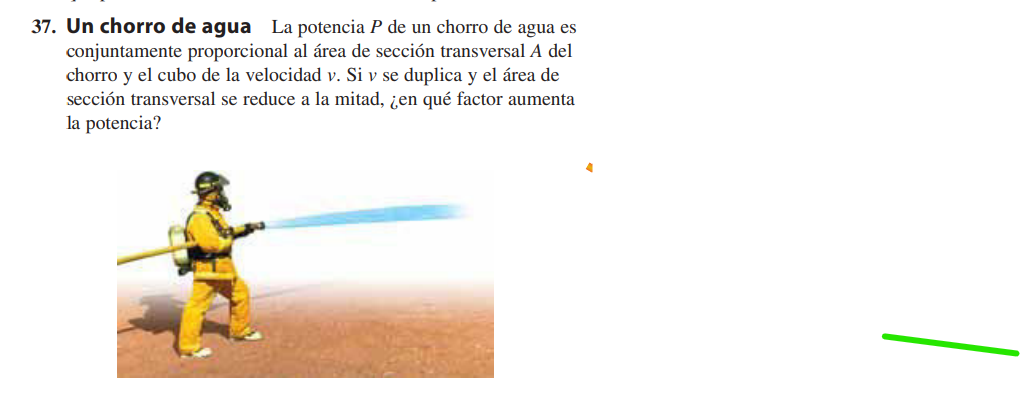 37. Un chorro de agua La potencia P de un chorro de agua es
conjuntamente proporcional al área de sección transversal A del
chorro y el cubo de la velocidad v. Si v se duplica y el área de
sección transversal se reduce a la mitad, ¿en qué factor aumenta
la potencia?